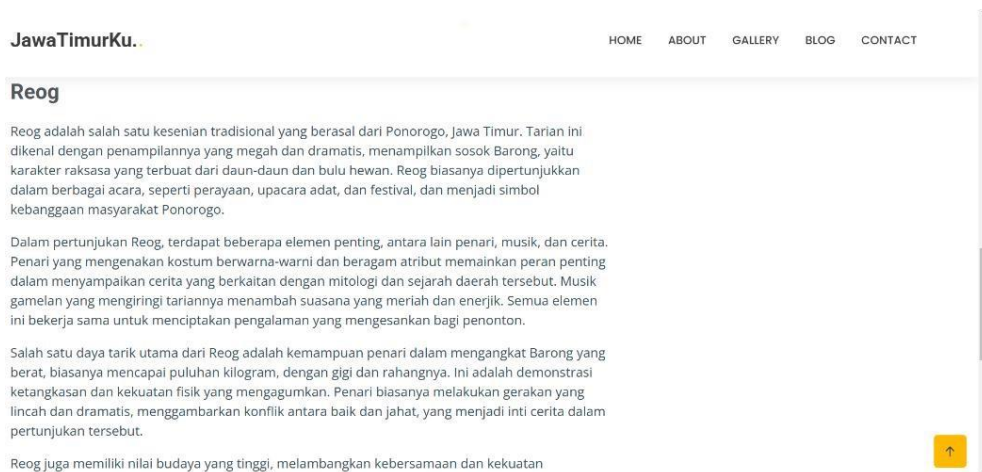 JawaTimurKu..
HOME ABOUT GALLERY BLOG CONTACT
Reog
Reog adalah salah satu kesenian tradisional yang berasal dari Ponorogo, Jawa Timur. Tarian ini
dikenal dengan penampilannya yang megah dan dramatis, menampilkan sosok Barong, yaitu
karakter raksasa yang terbuat dari daun-daun dan bulu hewan. Reog biasanya dipertunjukkan
dalam berbagai acara, seperti perayaan, upacara adat, dan festival, dan menjadi simbol
kebanggaan masyarakat Ponorogo.
Dalam pertunjukan Reog, terdapat beberapa elemen penting, antara lain penari, musik, dan cerita.
Penari yang mengenakan kostum berwarna-warni dan beragam atribut memainkan peran penting
dalam menyampaikan cerita yang berkaitan dengan mitologi dan sejarah daerah tersebut. Musik
gamelan yang mengiringi tariannya menambah suasana yang meriah dan enerjik. Semua elemen
ini bekerja sama untuk menciptakan pengalaman yang mengesankan bagi penonton.
Salah satu daya tarik utama dari Reog adalah kemampuan penari dalam mengangkat Barong yang
berat, biasanya mencapai puluhan kilogram, dengan gigi dan rahangnya. Ini adalah demonstrasi
ketangkasan dan kekuatan fisik yang mengagumkan. Penari biasanya melakukan gerakan yang
lincah dan dramatis, menggambarkan konflik antara baik dan jahat, yang menjadi inti cerita dalam
pertunjukan tersebut.
Reog juga memiliki nilai budaya yang tinggi, melambangkan kebersamaan dan kekuatan